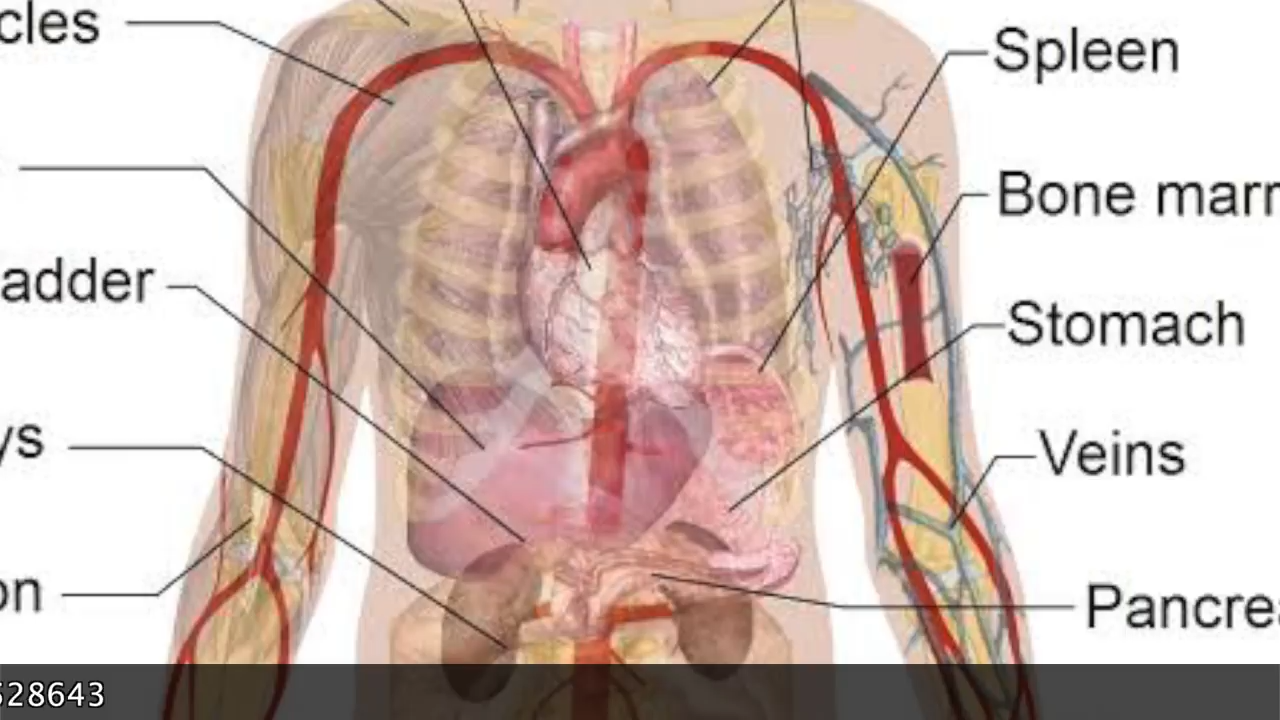 cles
Spleen
Bone marr
adder
Stomach
ys
Veins
on
Pancrea
528643